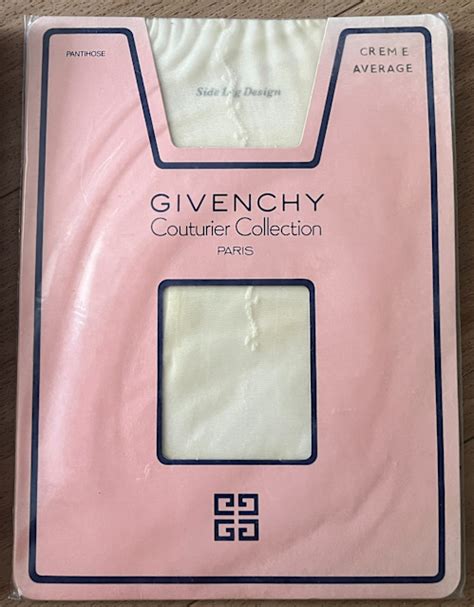 PANTIHOSE
CREME
AVERAGE
Side Leg Design
GIVENCHY
Couturier Collection
PARIS